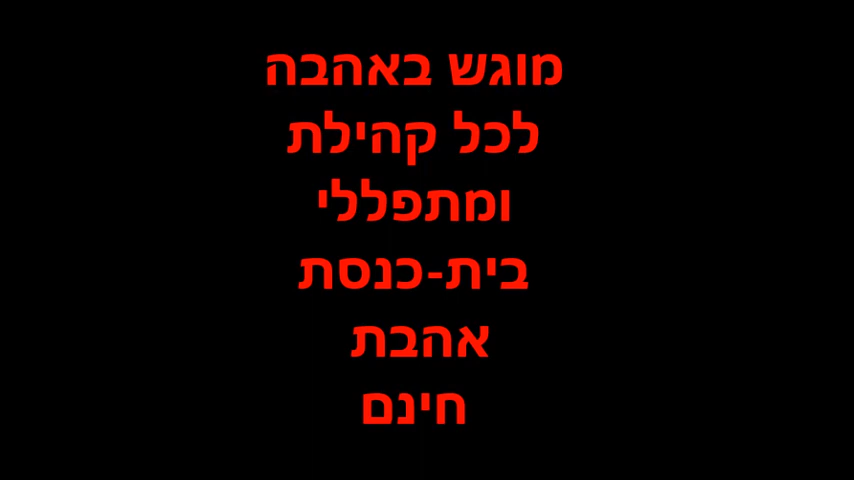 מוגש באהבה
לכל קהילת
ומתפללי
בית-כנסת
אהבת
חינם